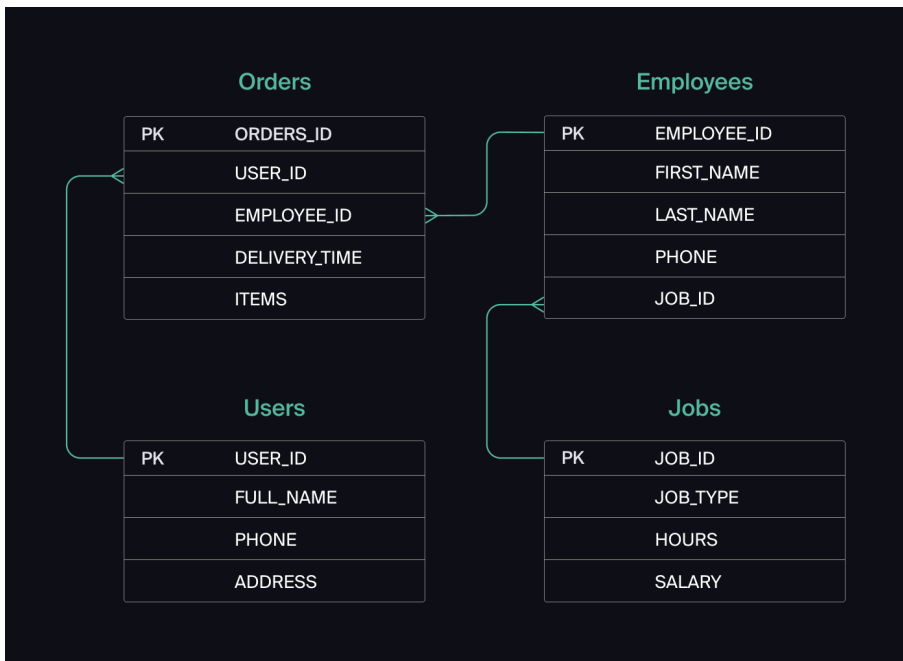 Orders
PK ORDERS_ID
USER_ID
EMPLOYEE_ID
DELIVERY_TIME
ITEMS
Employees
PK EMPLOYEE_ID
FIRST_NAME
LAST_NAME
PHONE
JOB_ID
Users
PK USER_ID
FULL_NAME
PHONE
ADDRESS
Jobs
PK JOB_ID
JOB_TYPE
HOURS
SALARY